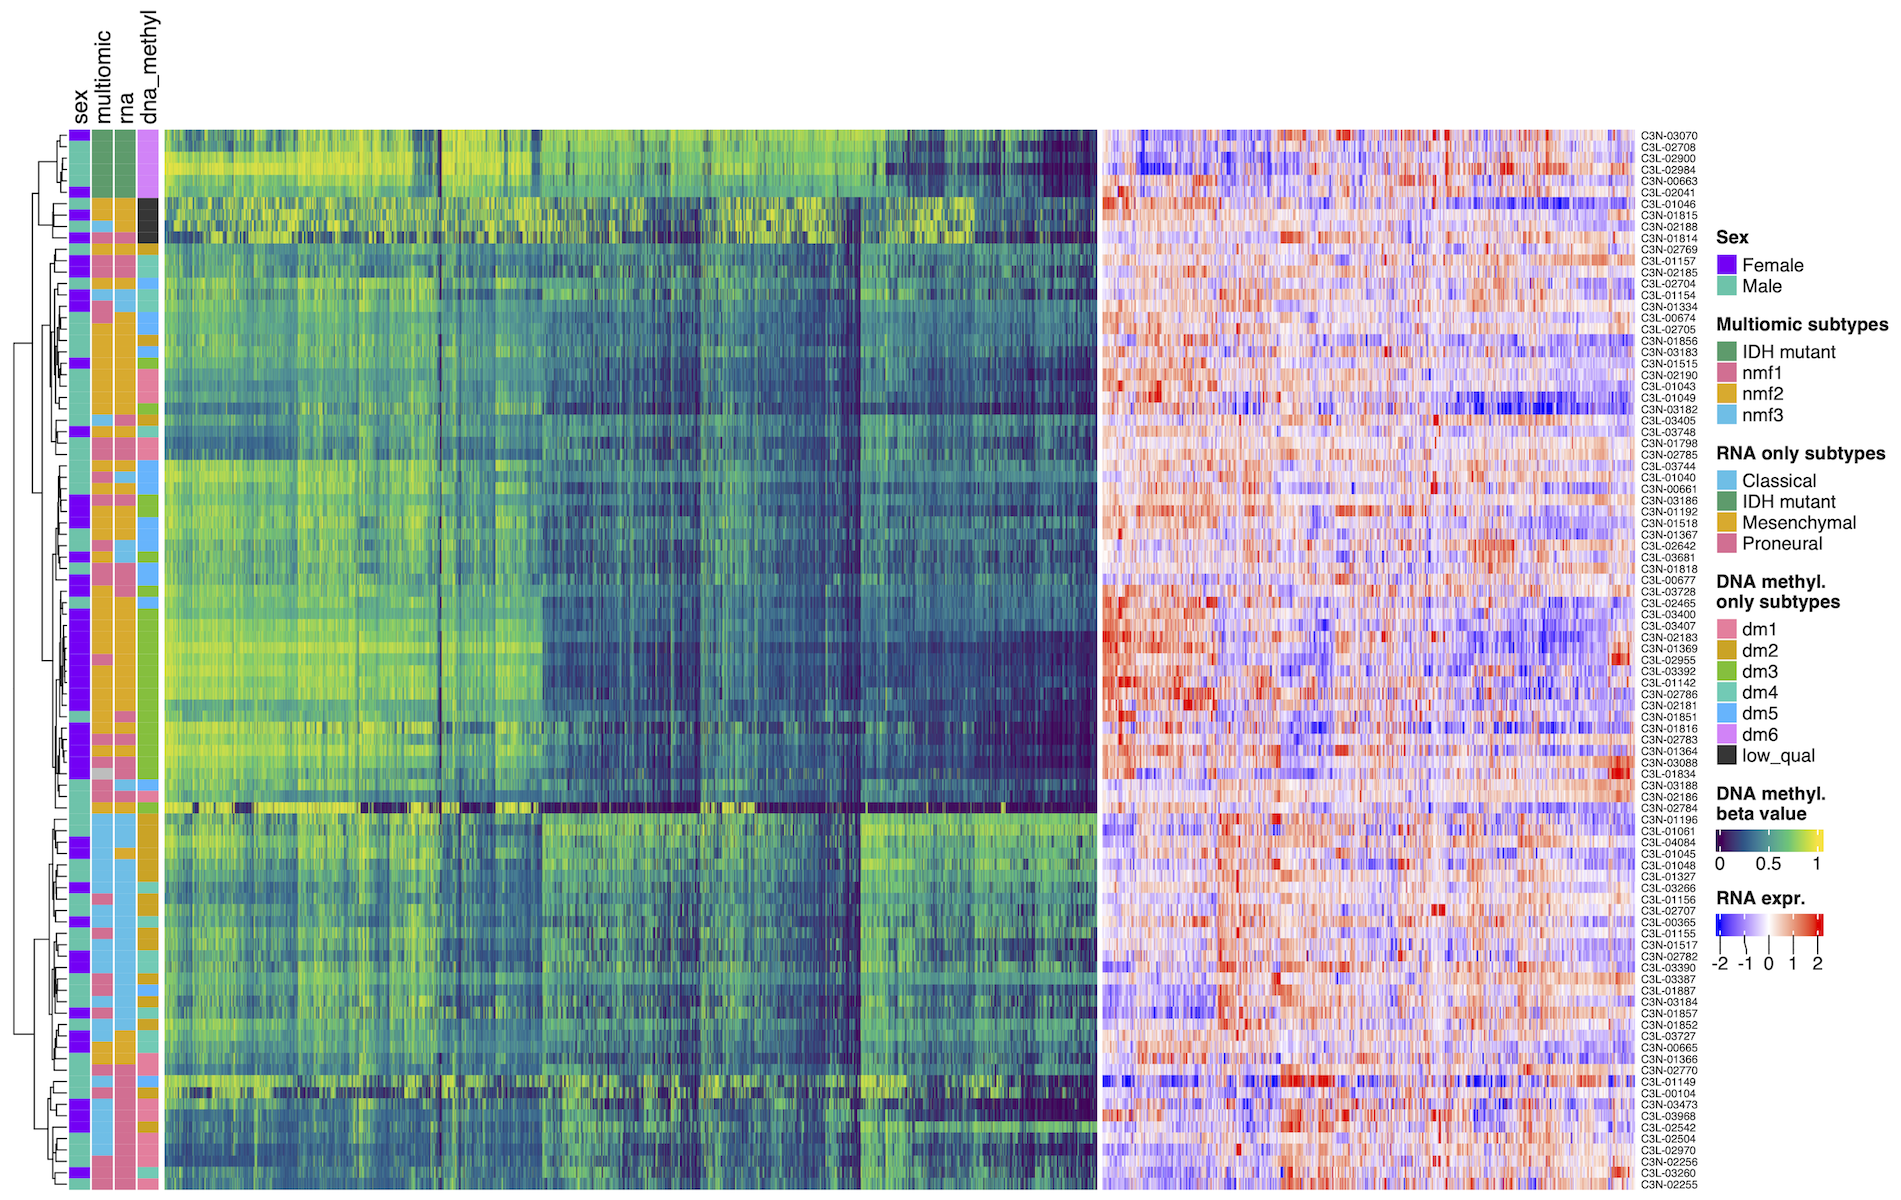 sex
multiomic
rna
dna_methyl
C3N-03070
C3L-02708
C3L-02900
C3L-02984
C3N-00663
C3L-02041
C3L-01046
C3N-01815
C3N-02188
C3N-01814
C3N-02769
C3L-01157
C3N-02185
C3L-02704
C3L-01154
C3N-01334
C3L-00674
C3L-02705
C3N-01856
C3N-03183
C3N-01515
C3N-02190
C3L-01043
C3L-01049
C3N-03182
C3L-03405
C3L-03748
C3N-01798
C3N-02785
C3L-03744
C3L-01040
C3N-00661
C3N-03186
C3N-01192
C3N-01518
C3N-01367
C3L-02642
C3L-03681
C3N-01818
C3L-00677
C3L-03728
C3L-02465
C3L-03400
C3L-03407
C3N-02183
C3N-01369
C3L-02955
C3L-03392
C3L-01142
C3N-02786
C3N-02181
C3N-01851
C3N-01816
C3N-02783
C3N-01364
C3N-03088
C3L-01834
C3N-03188
C3N-02186
C3N-02784
C3N-01196
C3L-01061
C3L-04084
C3L-01045
C3L-01048
C3L-01327
C3L-03266
C3L-01156
C3L-02707
C3L-00365
C3L-01155
C3N-01517
C3N-02782
C3L-03390
C3L-03387
C3L-01887
C3N-03184
C3N-01857
C3N-01852
C3L-03727
C3N-00665
C3N-01366
C3N-02770
C3L-01149
C3L-00104
C3N-03473
C3L-03968
C3L-02542
C3L-02504
C3L-02970
C3N-02256
C3L-03260
C3N-02255
Sex
Female
Male
Multiomic subtypes
IDH mutant
nmf1
nmf2
nmf3
RNA only subtypes
Classical
IDH mutant
Mesenchymal
Proneural
DNA methyl.
only subtypes
dm1
dm2
dm3
dm4
dm5
dm6
low_qual
DNA methyl.
beta value
0 0.5 1
RNA expr.
-2 -1 0 1 2